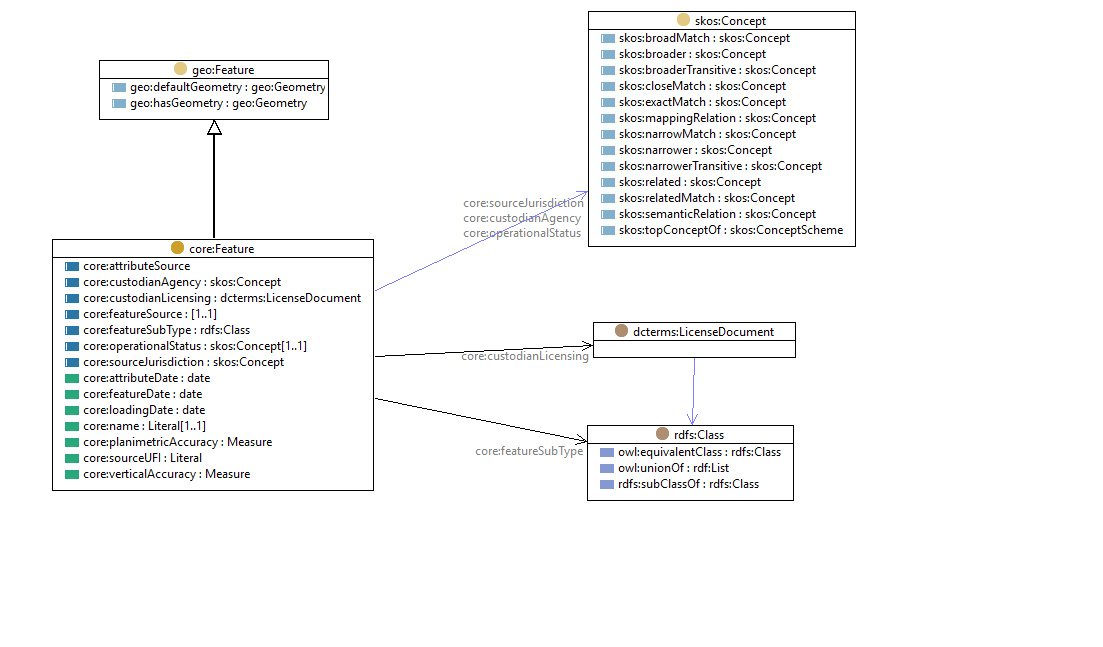 skos:Concept
skos:broadMatch : skos:Concept
skos:broader : skos:Concept
skos:broaderTransitive : skos:Concept
skos:closeMatch : skos:Concept
skos:exactMatch : skos:Concept
skos:mappingRelation : skos:Concept
skos:narrowMatch : skos:Concept
skos:narrower : skos:Concept
skos:narrowerTransitive : skos:Concept
skos:related : skos:Concept
skos:relatedMatch : skos:Concept
skos:semanticRelation : skos:Concept
skos:topConceptOf : skos:ConceptScheme
geo:Feature
geo:defaultGeometry : geo:Geometry
geo:hasGeometry : geo:Geometry
core:sourceJurisdiction
core:custodianAgency
core:operationalStatus
core:Feature
core:attributeSource
core:custodianAgency : skos:Concept
core:custodianLicensing : dcterms:LicenseDocument
core:featureSource : [1..1]
core:featureSubType : rdfs:Class
core:operationalStatus : skos:Concept[1..1]
core:sourceJurisdiction : skos:Concept
core:attributeDate : date
core:featureDate : date
core:loadingDate : date
core:name : Literal[1..1]
core:planimetricAccuracy : Measure
core:sourceUFI : Literal
core:verticalAccuracy : Measure
dcterms:LicenseDocument
core:custodianLicensing
core:featureSubType
rdfs:Class
owl:equivalentClass : rdfs:Class
owl:unionOf : rdf:List
rdfs:subClassOf : rdfs:Class